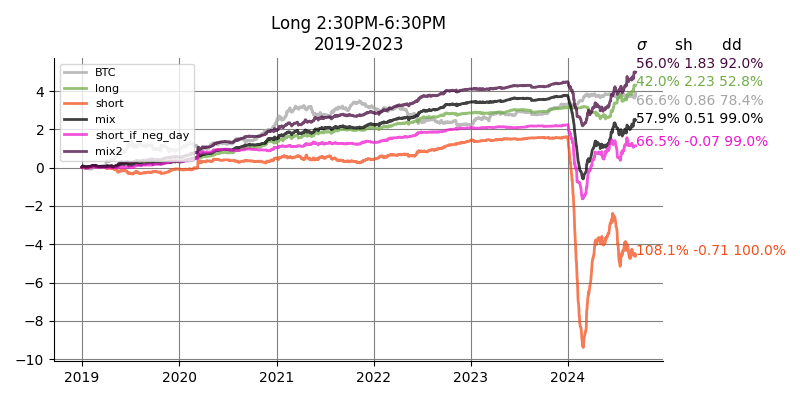 Long 2:30PM-6:30PM
2019-2023
σ sh dd
BTC
long
short
mix
short_if_neg_day
mix2
56.0% 1.83 92.0%
42.0% 2.23 52.8%
66.6% 0.86 78.4%
57.9% 0.51 99.0%
66.5% -0.07 99.0%
108.1% -0.71 100.0%
4
2
0
−2
−4
−6
−8
−10
2019 2020 2021 2022 2023 2024